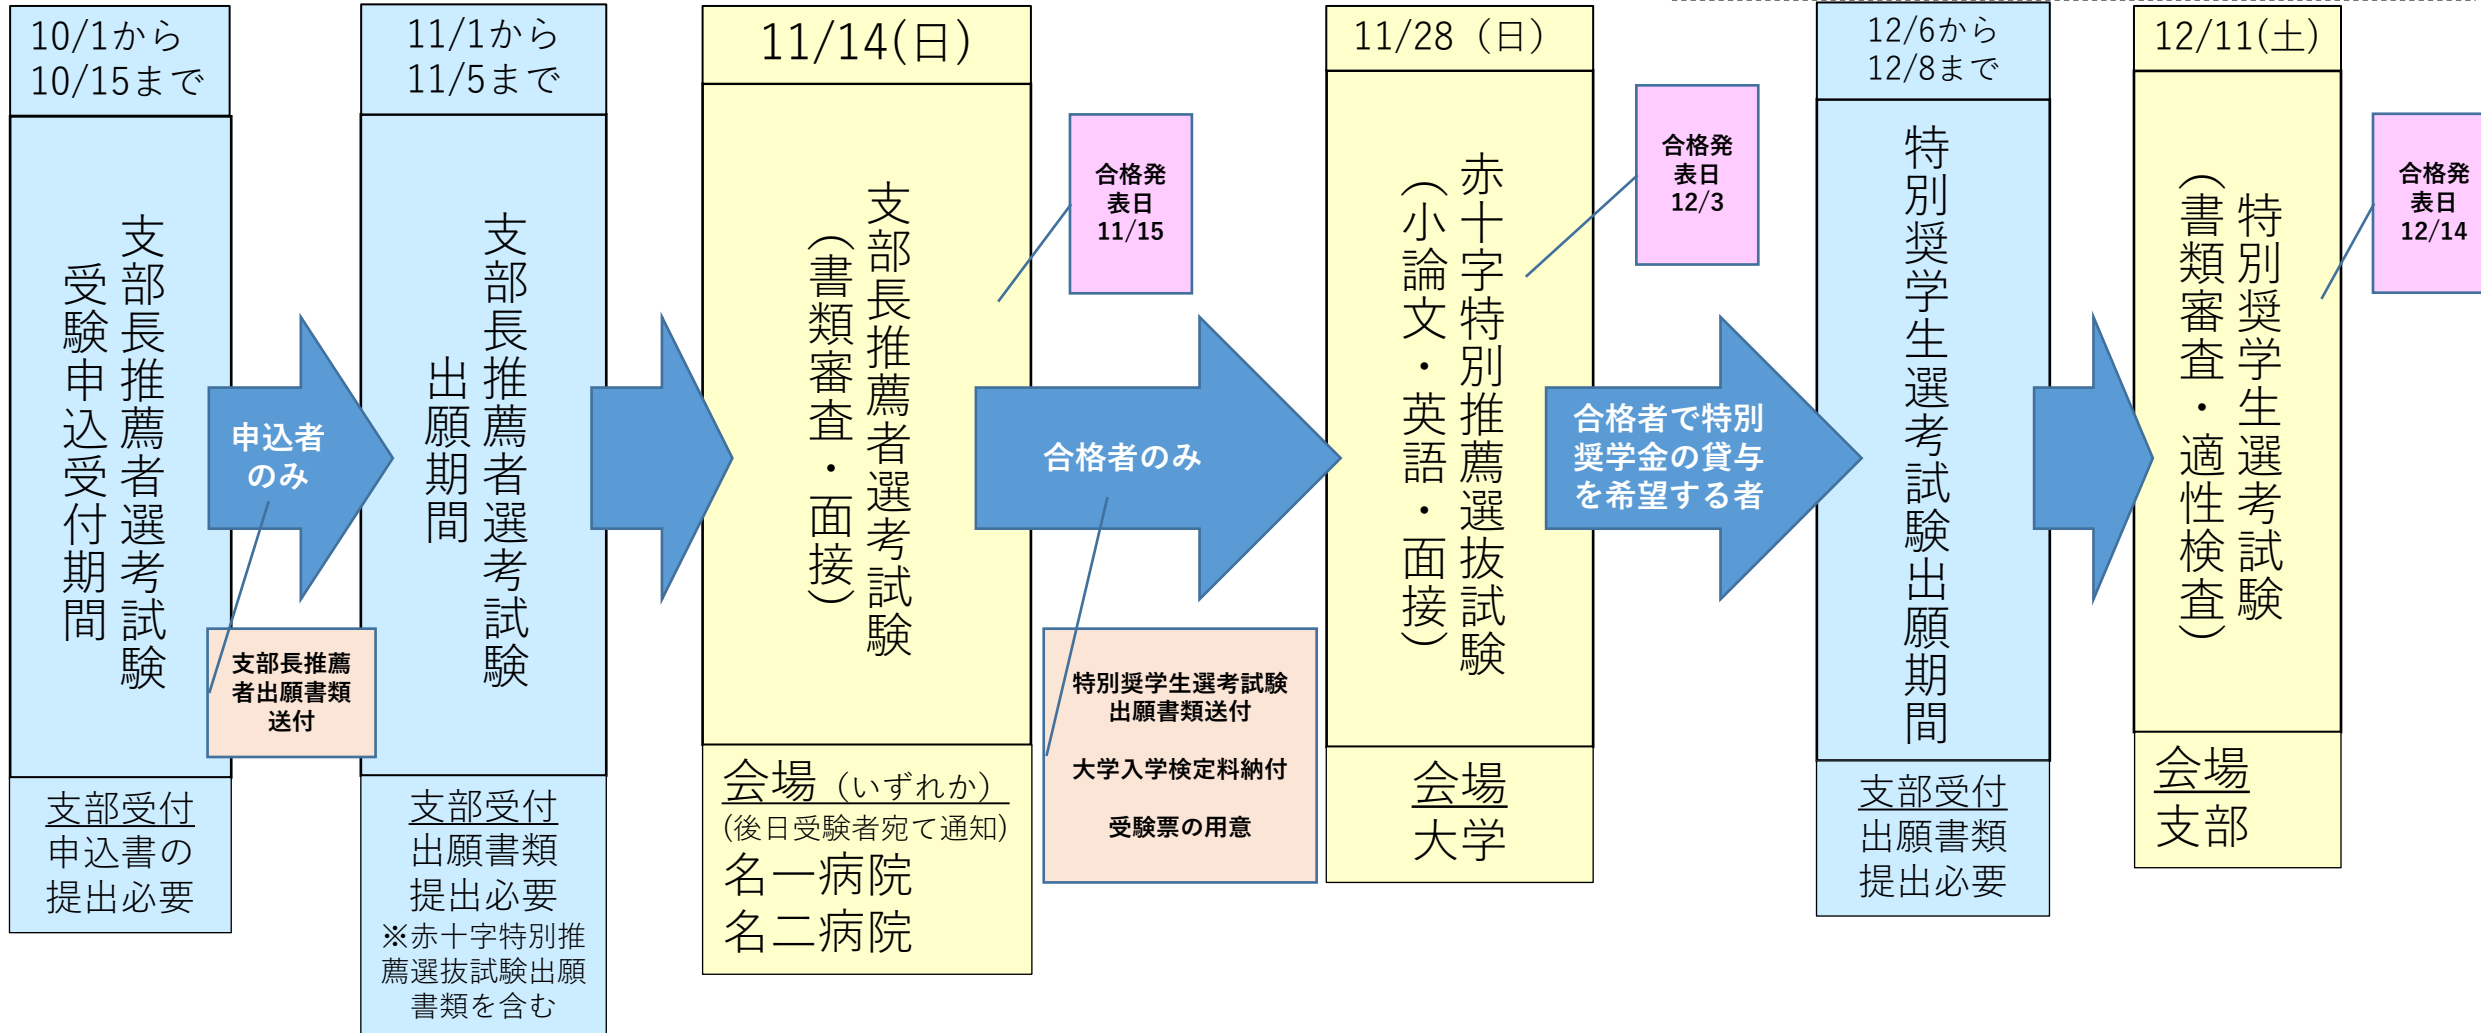 10/1から
10/15まで
支部長推薦者選考試験
受験申込受付期間
支部受付
申込書の
提出必要
申込者
のみ
支部長推薦
者出願書類
送付
11/1から
11/5まで
支部長推薦者選考試験
出願期間
支部受付
出願書類
提出必要
※赤十字特別推
薦選抜試験出願
書類を含む
11/14(日)
支部長推薦者選考試験
（書類審査・面接）
会場（いずれか）
(後日受験者宛て通知)
名一病院
名二病院
合格発
表日
11/15
合格者のみ
特別奨学生選考試験
出願書類送付
大学入学検定料納付
受験票の用意
11/28（日）
赤十字特別推薦選抜試験
（小論文・英語・面接）
会場
大学
合格発
表日
12/3
合格者で特別
奨学金の貸与
を希望する者
12/6から
12/8まで
特別奨学生選考試験出願期間
支部受付
出願書類
提出必要
12/11(土)
特別奨学生選考試験
（書類審査・適性検査）
会場
支部
合格発
表日
12/14